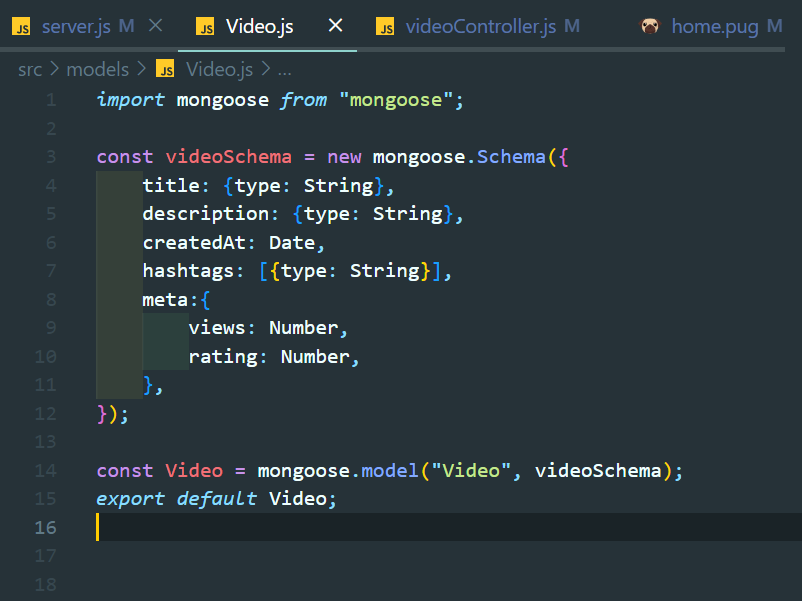 JS server.js M × JS Video.js × JS videoController.js M home.pug M
src > models > JS Video.js > ...
1 import mongoose from "mongoose";
2
3 const videoSchema = new mongoose.Schema({
4 title: {type: String},
5 description: {type: String},
6 createdAt: Date,
7 hashtags: [{type: String}],
8 meta:{
9 views: Number,
10 rating: Number,
11 },
12 });
13
14 const Video = mongoose.model("Video", videoSchema);
15 export default Video;
16
17
18